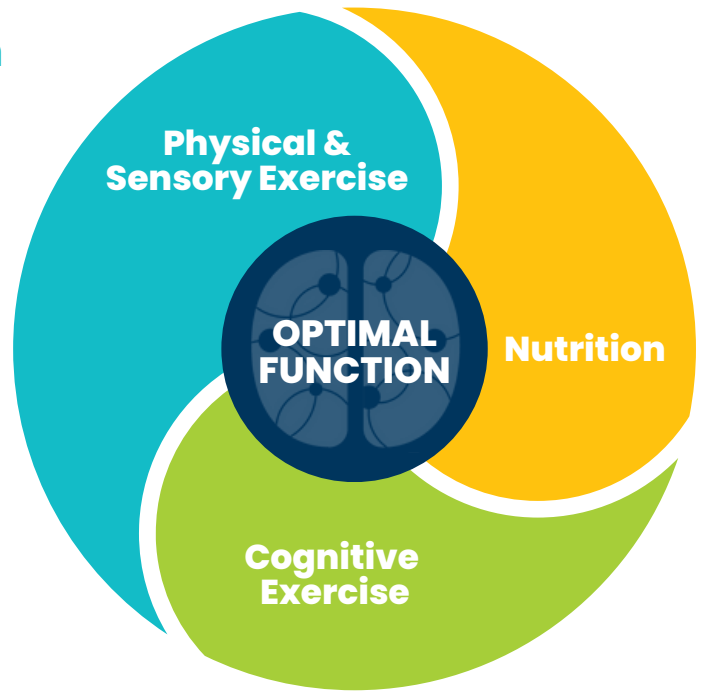 Physical &
Sensory Exercise
OPTIMAL
FUNCTION
Nutrition
Cognitive
Exercise